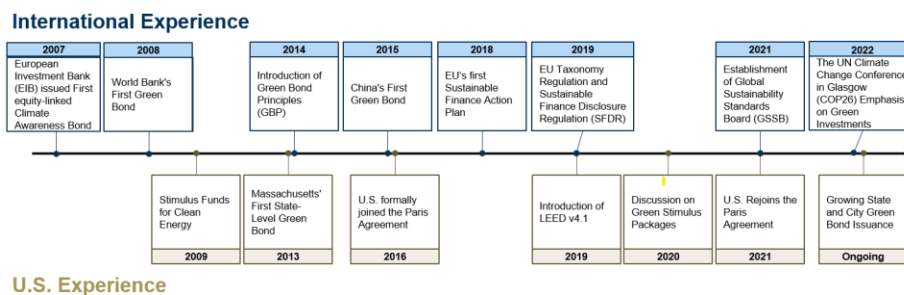 International Experience
2007
European
Investment Bank
(EIB) issued First
equity-linked
Climate
Awareness Bond
2008
World Bank's
First Green
Bond
2014
Introduction of
Green Bond
Principles
(GBP)
2015
China's First
Green Bond
2018
EU's first
Sustainable
Finance Action
Plan
2019
EU Taxonomy
Regulation and
Sustainable
Finance Disclosure
Regulation (SFDR)
2021
Establishment of
Global
Sustainability
Standards
Board (GSSB)
2022
The UN Climate
Change Conference
in Glasgow
(COP26) Emphasis
on Green
Investments
Stimulus Funds
for Clean
Energy
2009
Massachusetts'
First State-
Level Green
Bond
2013
U.S. formally
joined the Paris
Agreement
2016
Introduction of
LEED v4.1
2019
Discussion on
Green Stimulus
Packages
2020
U.S. Rejoins the
Paris
Agreement
2021
Growing State
and City Green
Bond Issuance
Ongoing
U.S. Experience